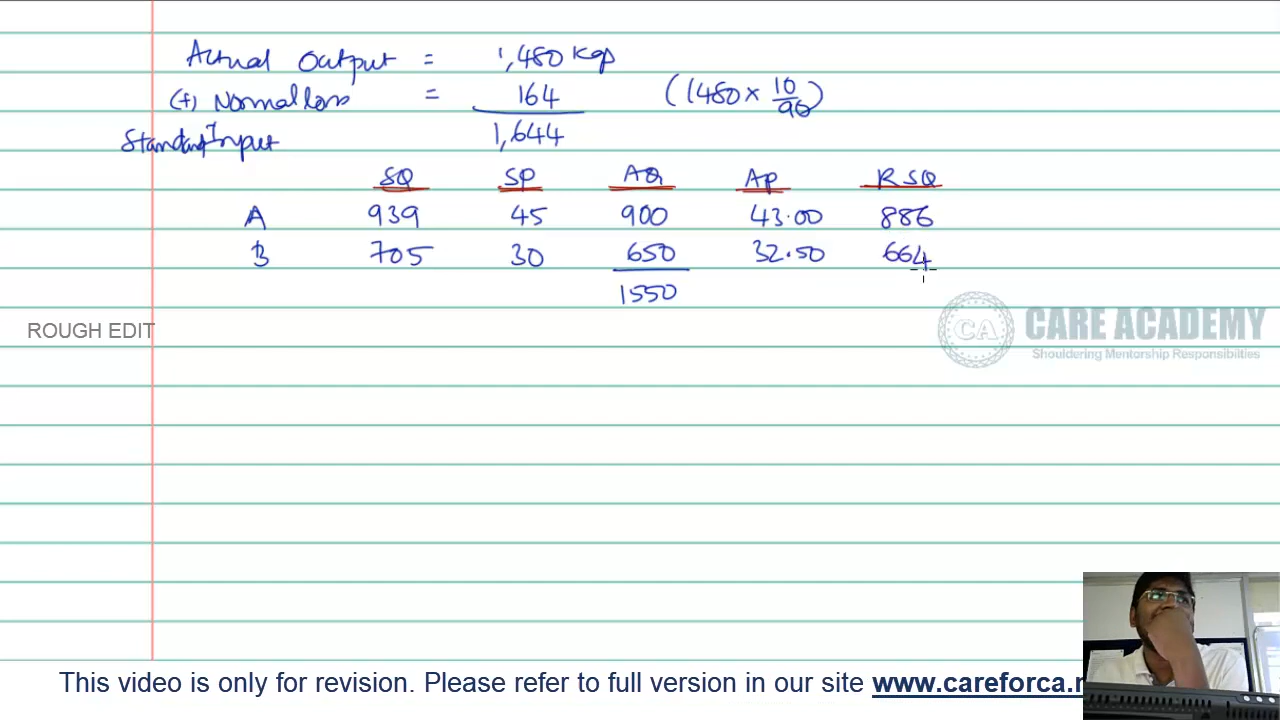 Actual Output = 1,480 Kgs
(+) Normal loss = 164 (1480 × 10/90)
Standard Input 1,644
SQ SP AQ AP RSQ
A 939 45 900 43.00 886
B 705 30 650 32.50 664
1550
ROUGH EDIT
CA
CARE ACADEMY
Shouldering Mentorship Responsibilties
This video is only for revision. Please refer to full version in our site www.careforca.